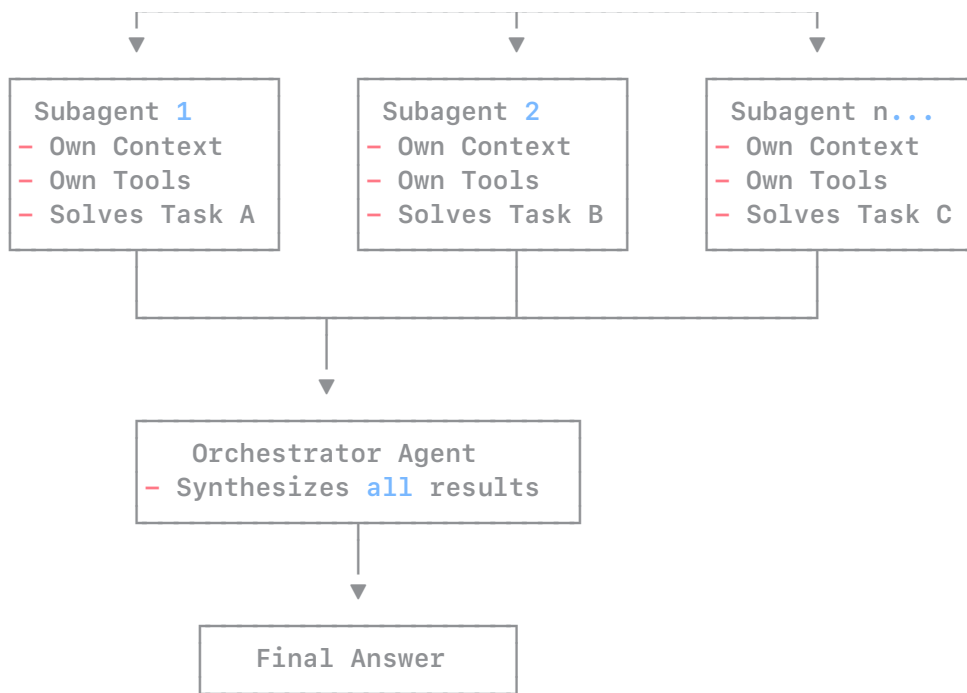 Subagent 1
- Own Context
- Own Tools
- Solves Task A
Subagent 2
- Own Context
- Own Tools
- Solves Task B
Subagent n...
- Own Context
- Own Tools
- Solves Task C
Orchestrator Agent
- Synthesizes all results
Final Answer